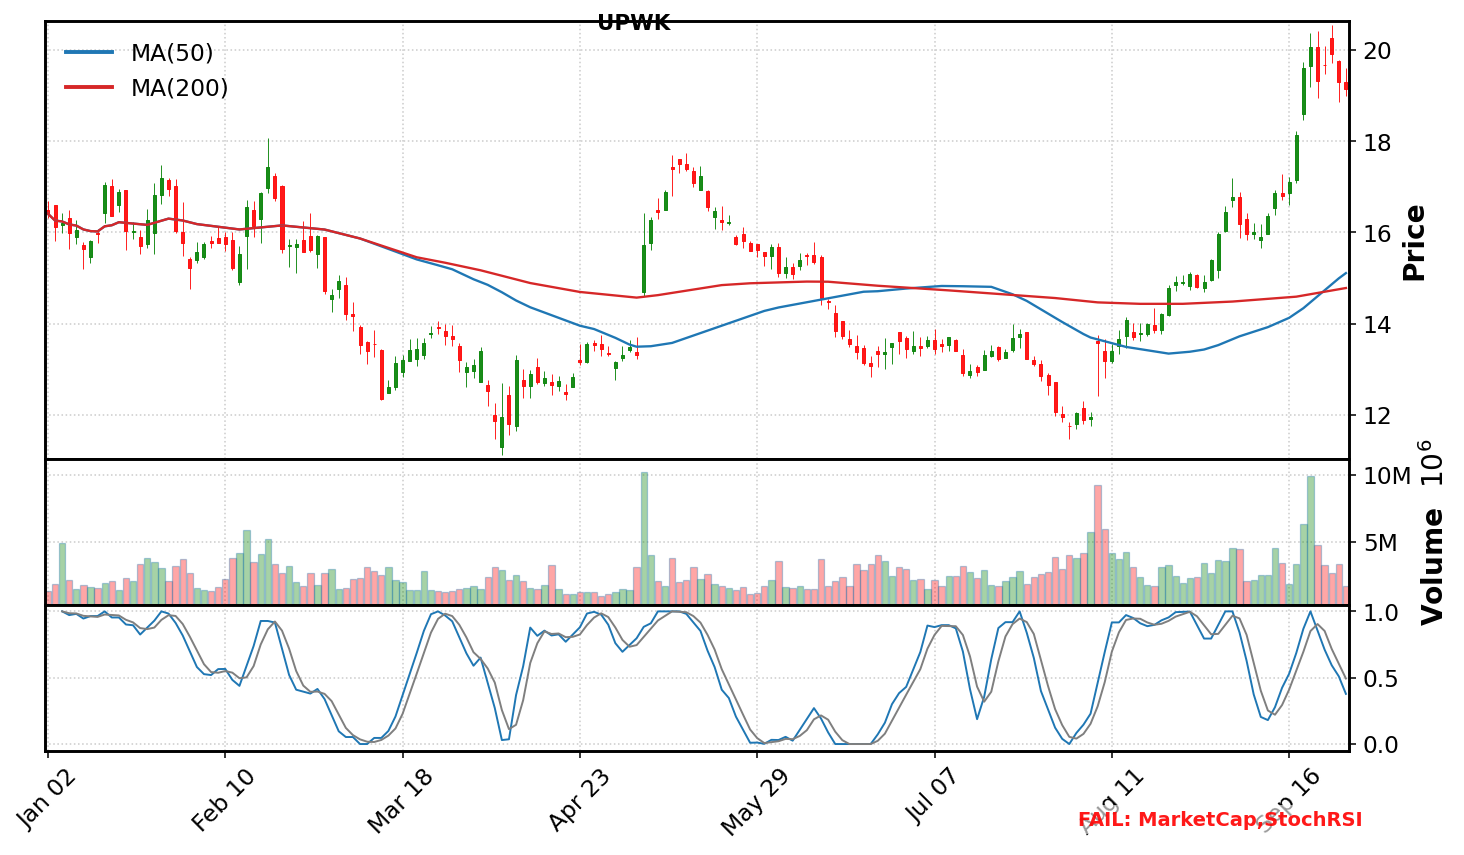 UPWK
MA(50)
MA(200)
20
18
16
14
12
Price
10M
5M
Volume 10^6
1.0
0.5
0.0
Jan 02
Feb 10
Mar 18
Apr 23
May 29
Jul 07
Aug 11
Sep 16
FAIL: MarketCap,StochRSI